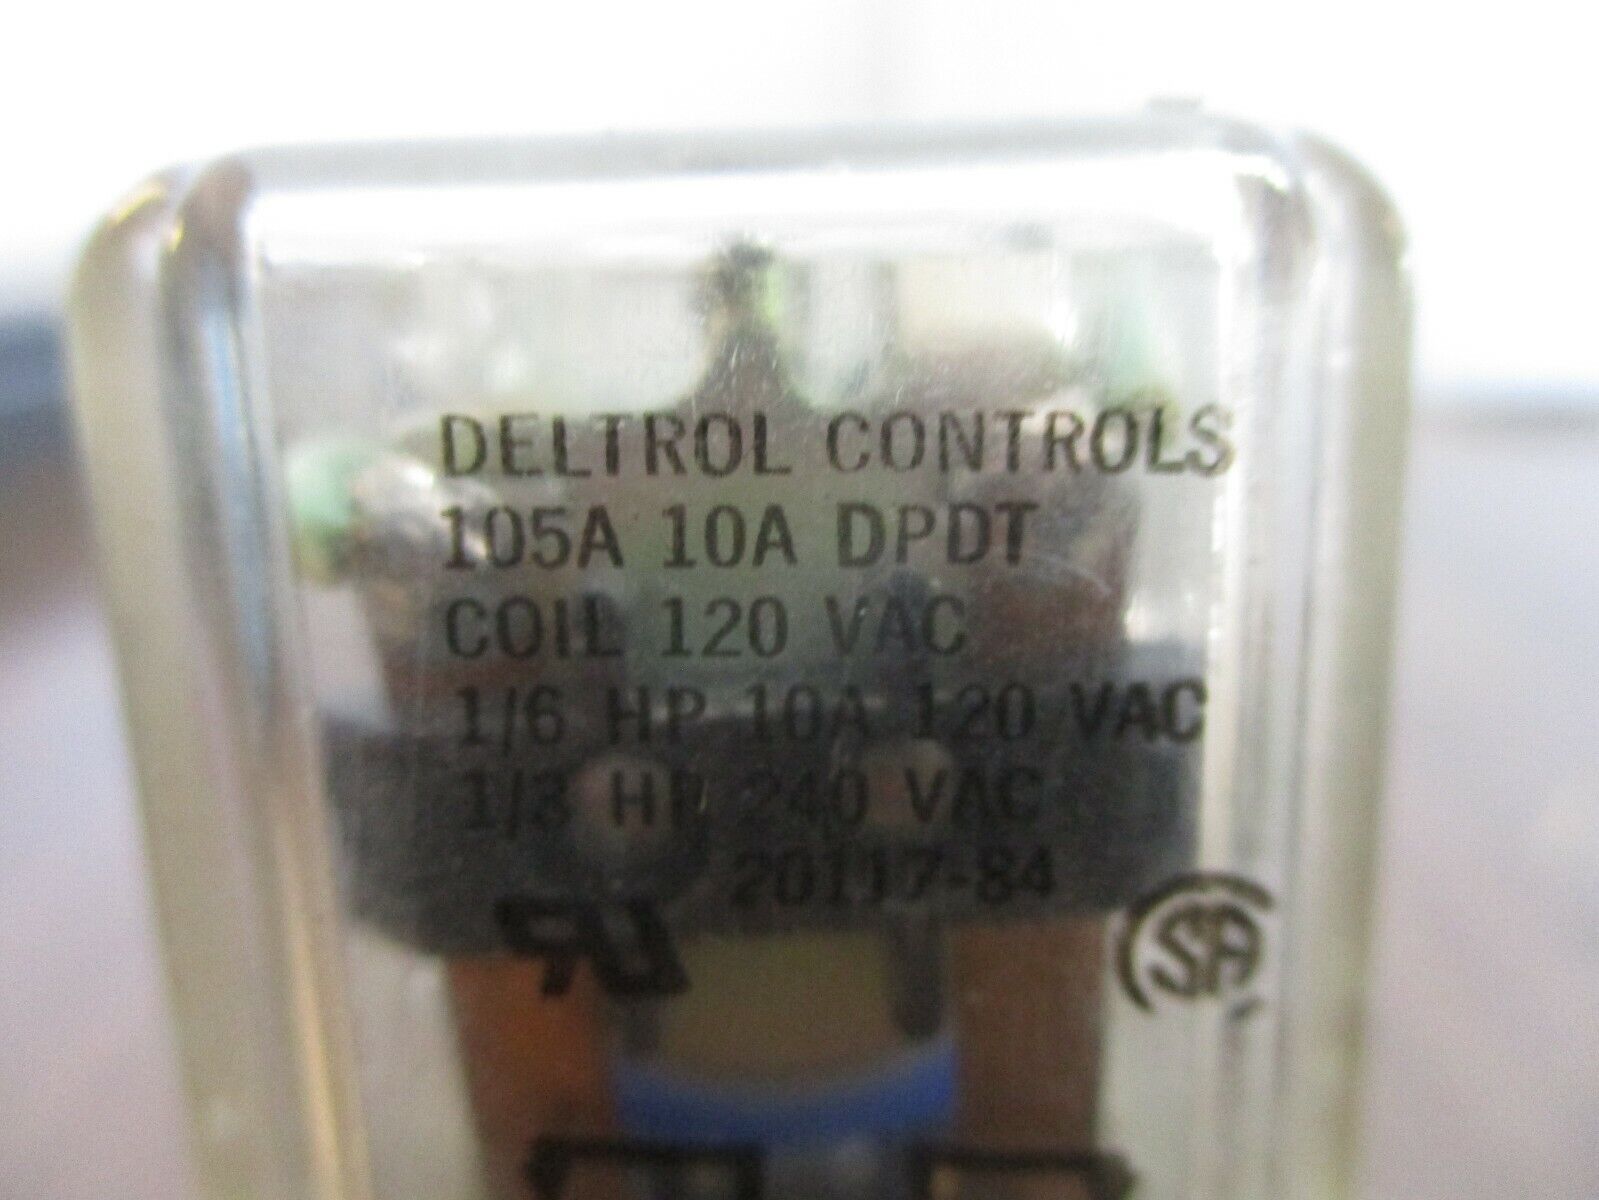 DELTROL CONTROLS
105A 10A DPDT
COIL 120 VAC
1/6 HP 10A 120 VAC
1/3 HP 240 VAC
20117-84
SA